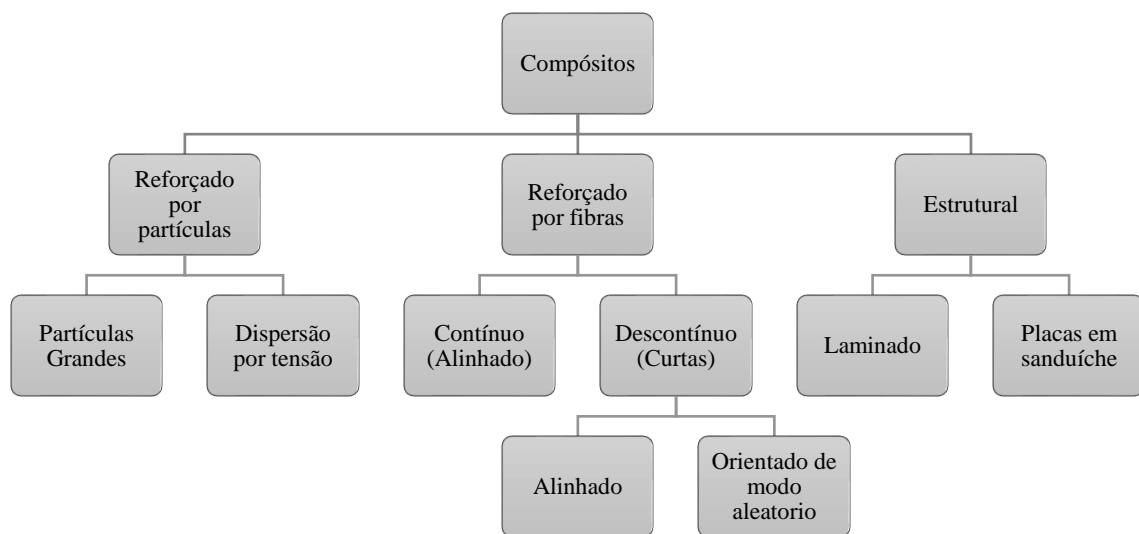 Compósitos
Reforçado
por
partículas
Reforçado
por fibras
Estrutural
Partículas
Grandes
Dispersão
por tensão
Contínuo
(Alinhado)
Descontínuo
(Curtas)
Laminado
Placas em
sanduíche
Alinhado
Orientado de
modo
aleatorio